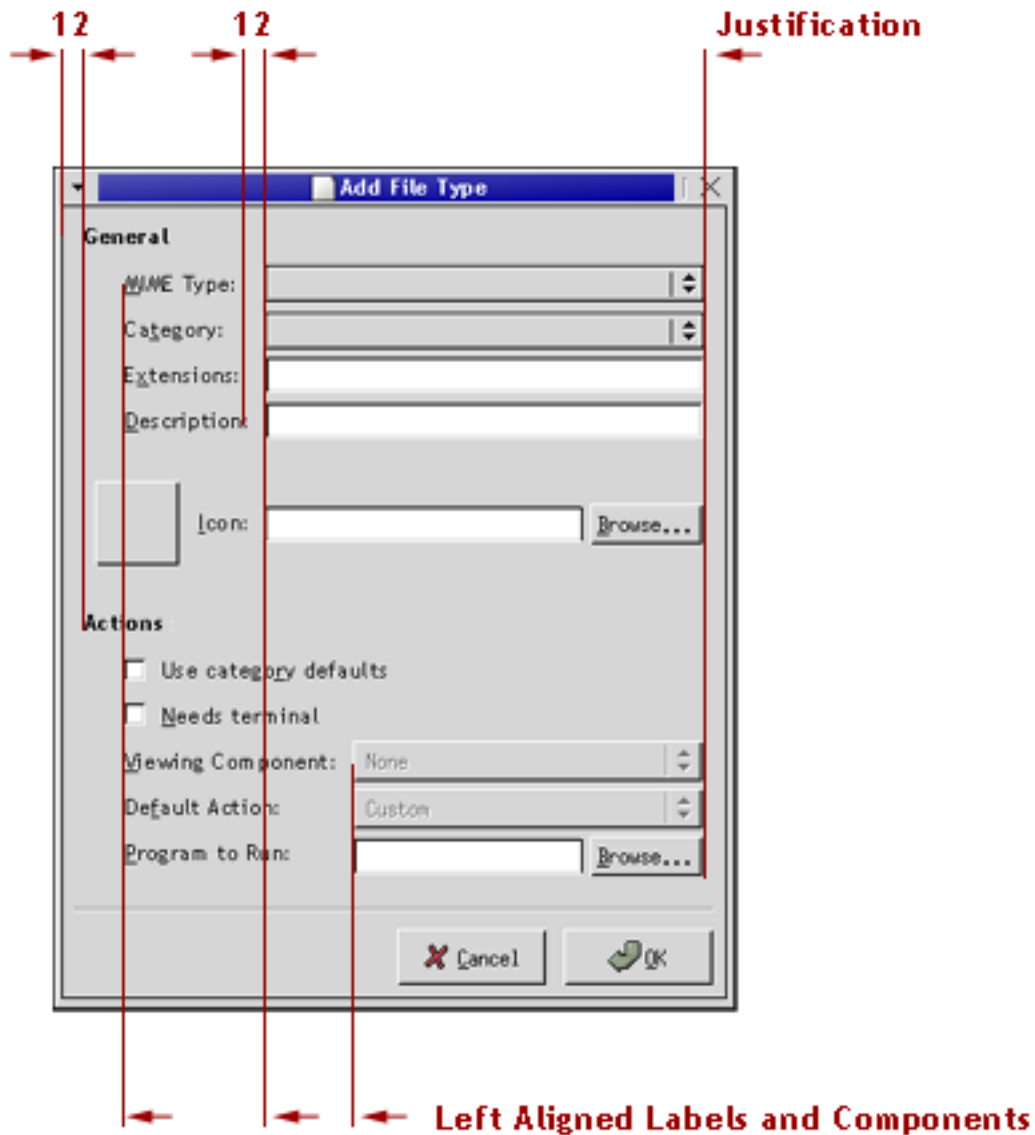 12 12 Justification
Add File Type
General
MIME Type:
Category:
Extensions:
Description:
Icon: Browse...
Actions
Use category defaults
Needs terminal
Viewing Component: None
Default Action: Custom
Program to Run: Browse...
Cancel OK
Left Aligned Labels and Components